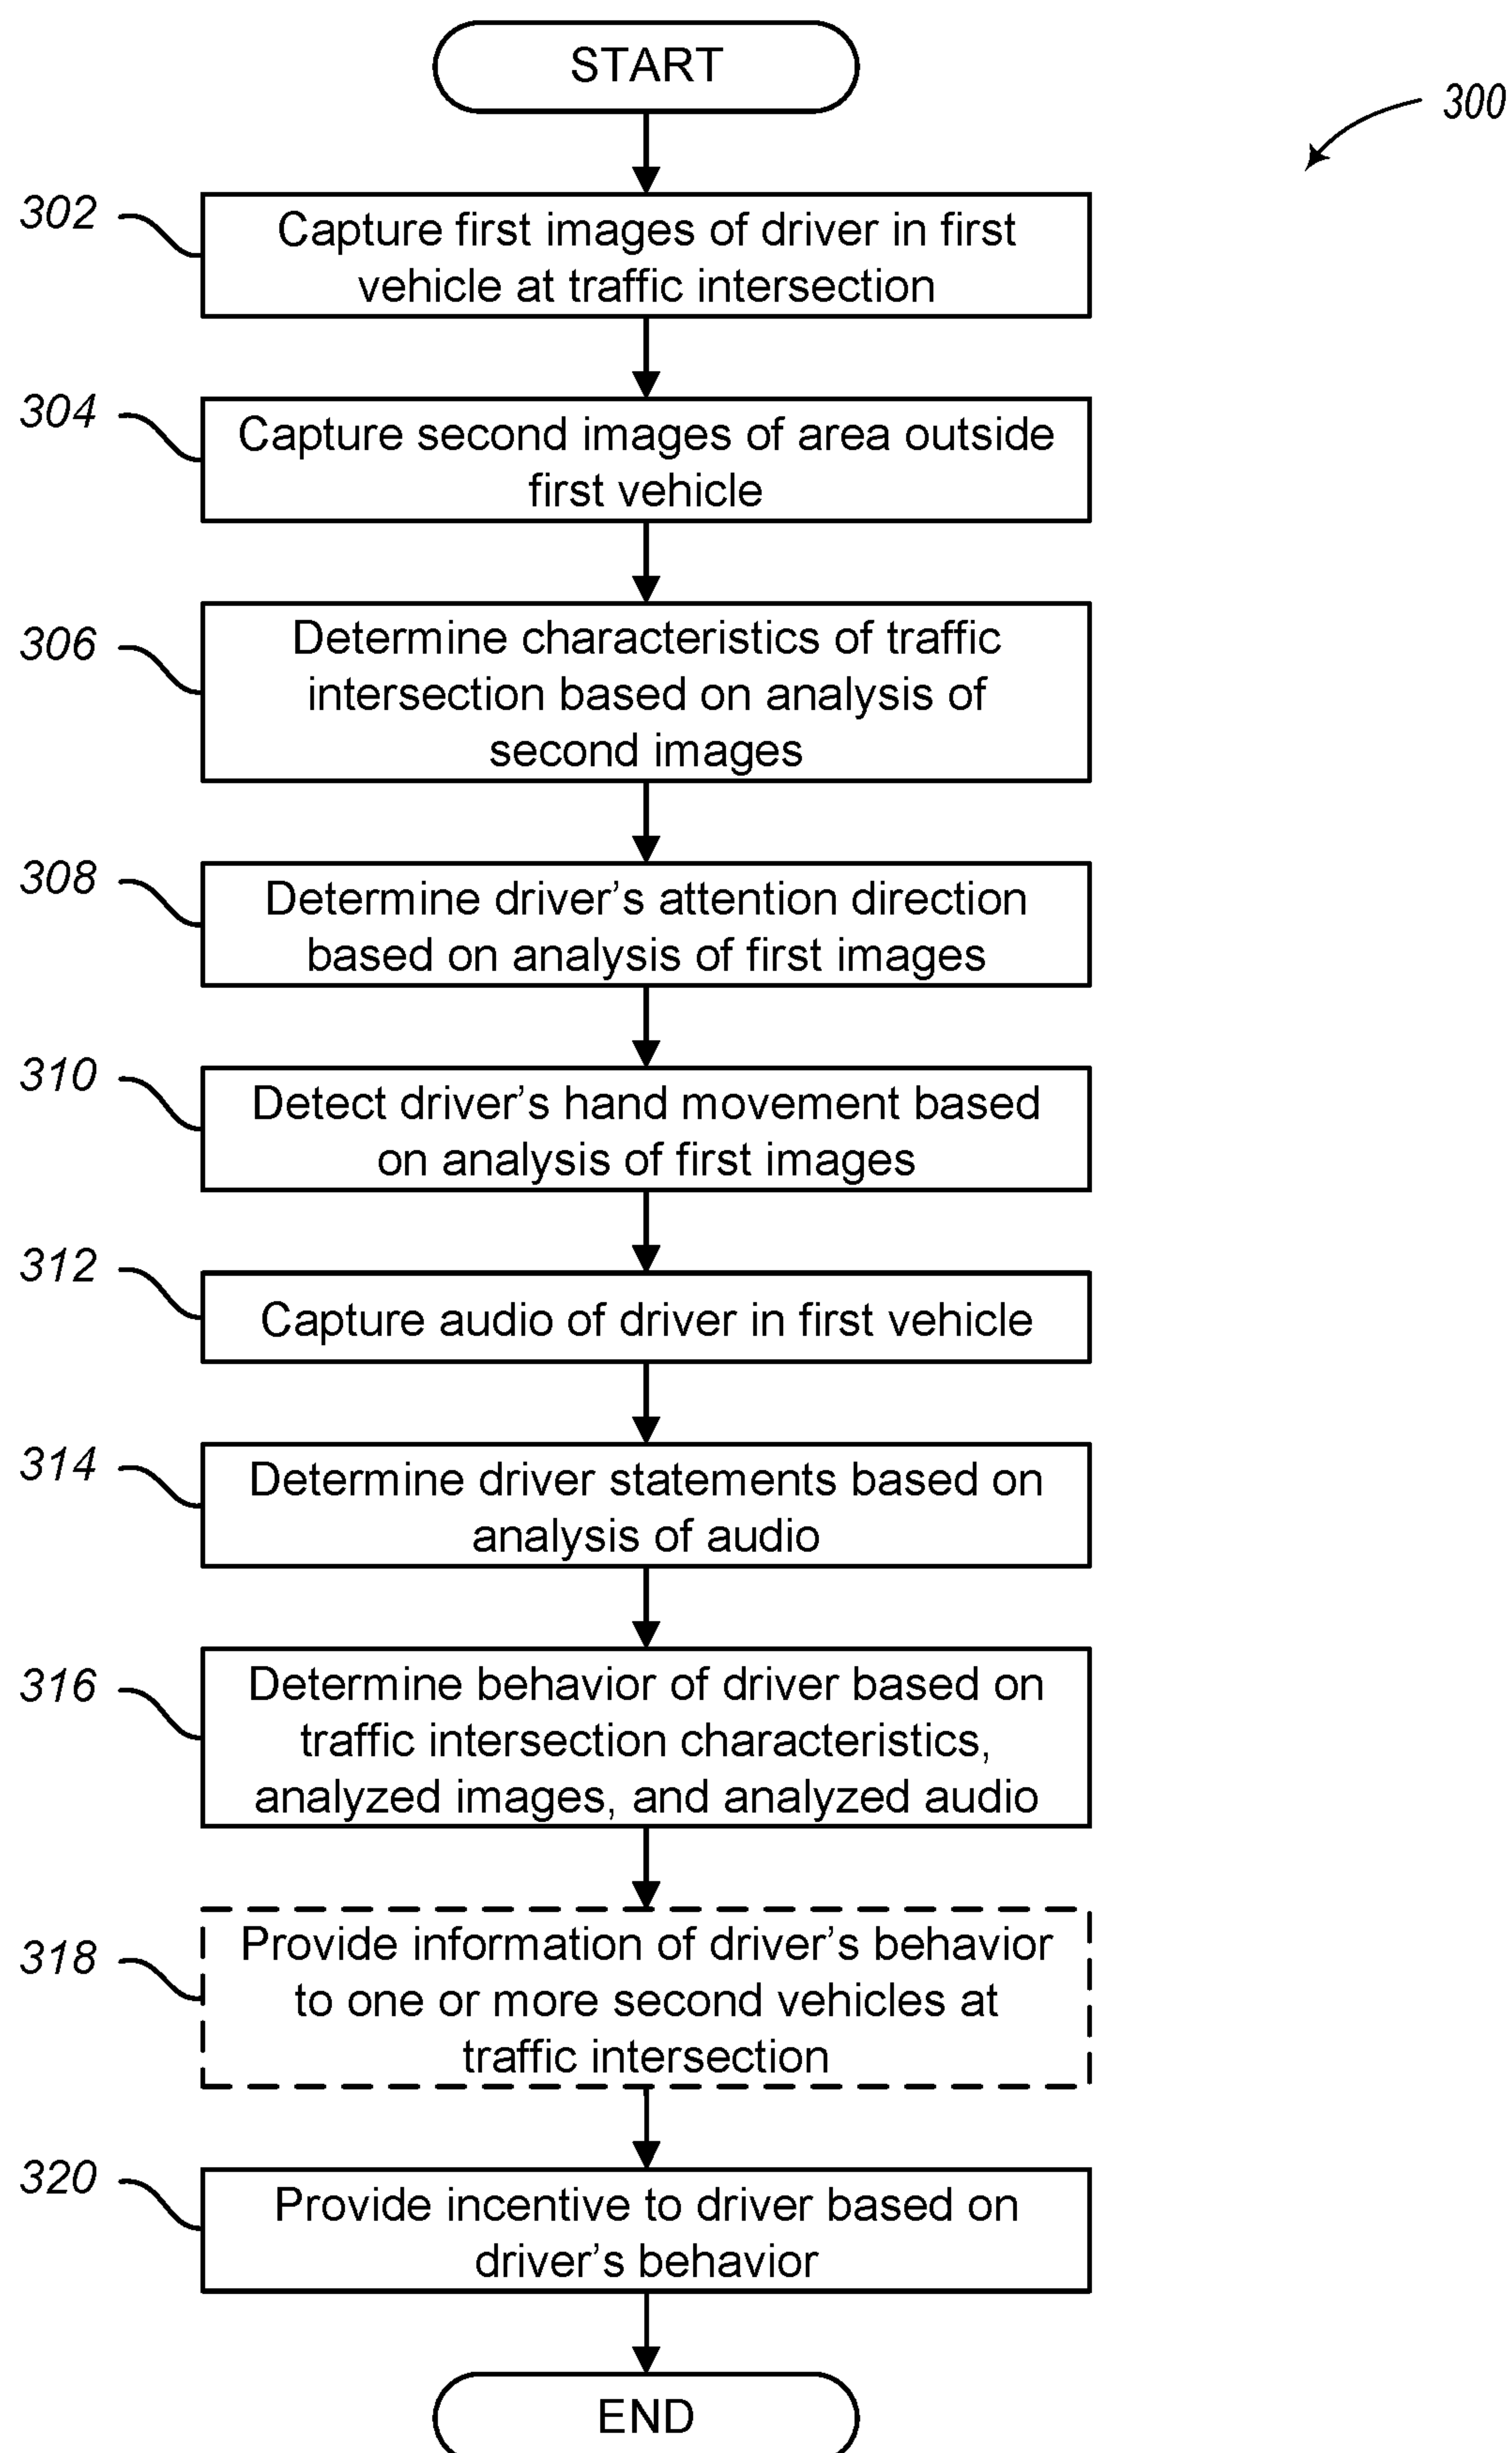 START
300
302
Capture first images of driver in first
vehicle at traffic intersection
304
Capture second images of area outside
first vehicle
306
Determine characteristics of traffic
intersection based on analysis of
second images
308
Determine driver's attention direction
based on analysis of first images
310
Detect driver's hand movement based
on analysis of first images
312
Capture audio of driver in first vehicle
314
Determine driver statements based on
analysis of audio
316
Determine behavior of driver based on
traffic intersection characteristics,
analyzed images, and analyzed audio
318
Provide information of driver's behavior
to one or more second vehicles at
traffic intersection
320
Provide incentive to driver based on
driver's behavior
END